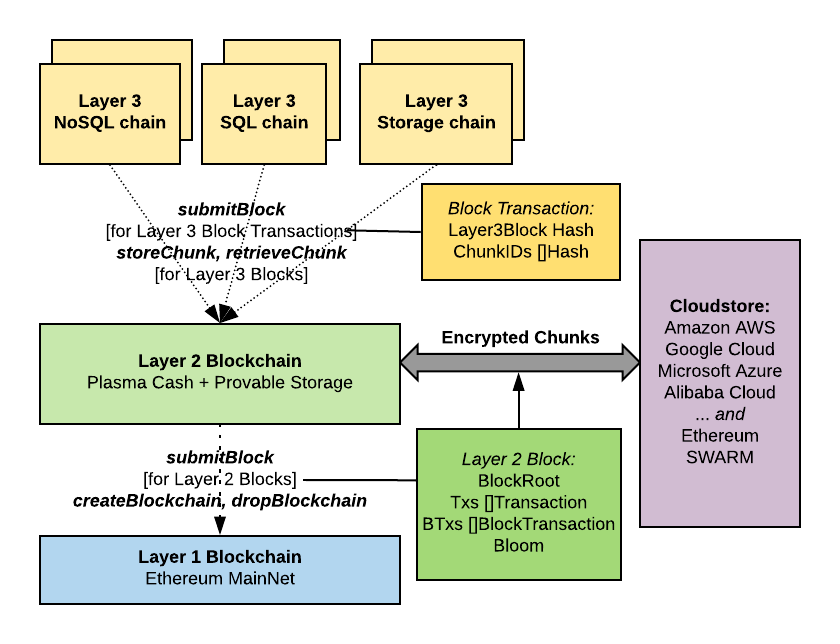 Layer 3
NoSQL chain
Layer 3
SQL chain
Layer 3
Storage chain
submitBlock
[for Layer 3 Block Transactions]
storeChunk, retrieveChunk
[for Layer 3 Blocks]
Block Transaction:
Layer3Block Hash
ChunkIDs []Hash
Layer 2 Blockchain
Plasma Cash + Provable Storage
Encrypted Chunks
Cloudstore:
Amazon AWS
Google Cloud
Microsoft Azure
Alibaba Cloud
... and
Ethereum
SWARM
submitBlock
[for Layer 2 Blocks]
createBlockchain, dropBlockchain
Layer 2 Block:
BlockRoot
Txs []Transaction
BTxs []BlockTransaction
Bloom
Layer 1 Blockchain
Ethereum MainNet